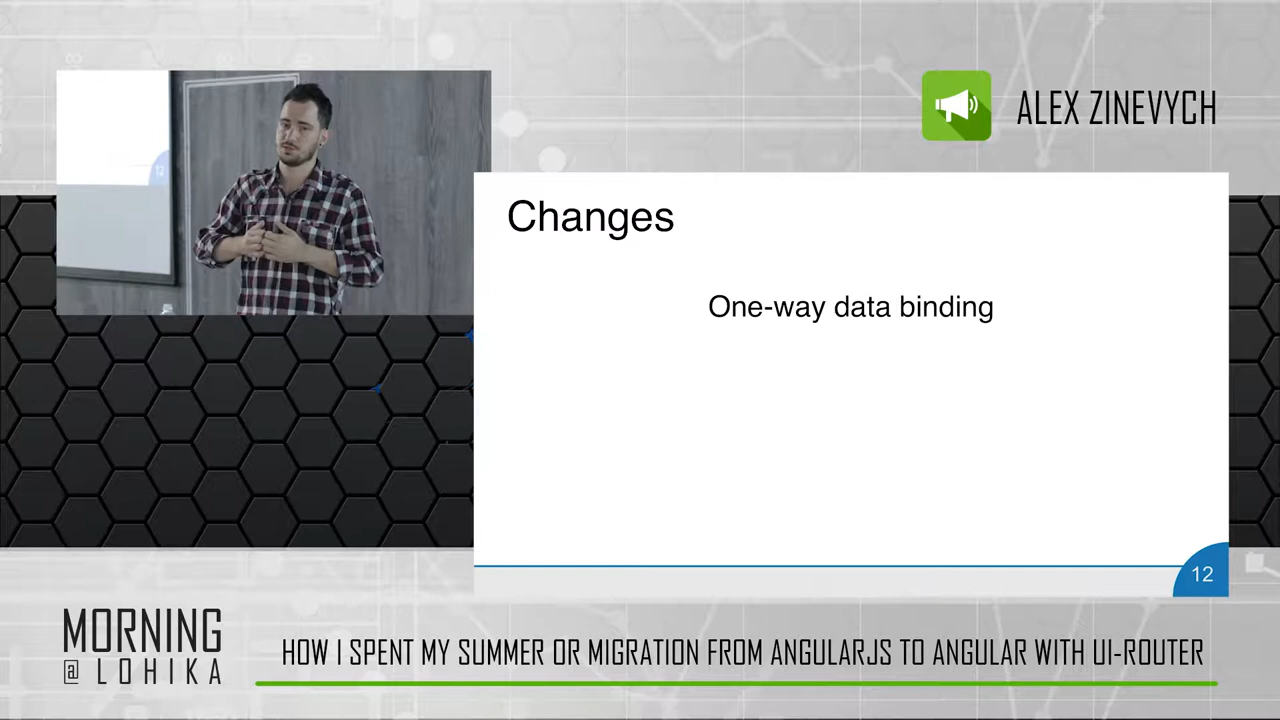 ALEX ZINEVYCH
Changes
One-way data binding
12
12
MORNING
@ LOHIKA
HOW I SPENT MY SUMMER OR MIGRATION FROM ANGULARJS TO ANGULAR WITH UI-ROUTER